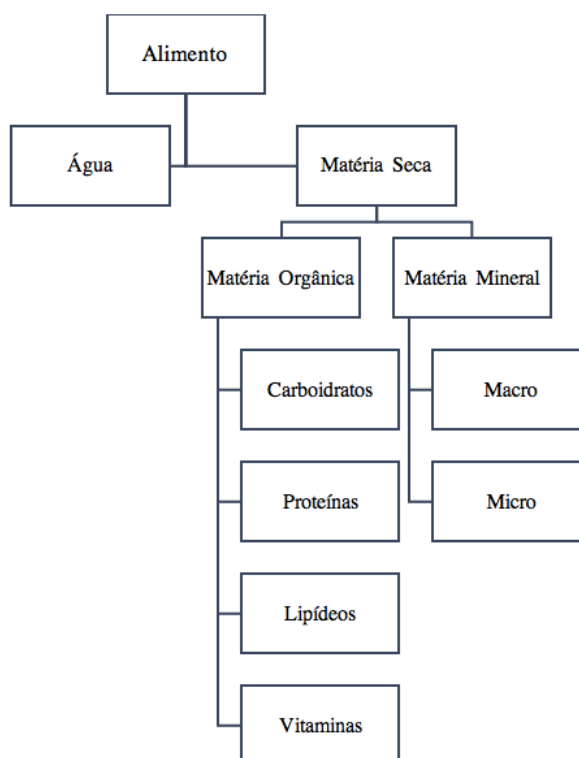 Alimento
Água
Matéria Seca
Matéria Orgânica
Matéria Mineral
Carboidratos
Macro
Proteínas
Micro
Lipídeos
Vitaminas